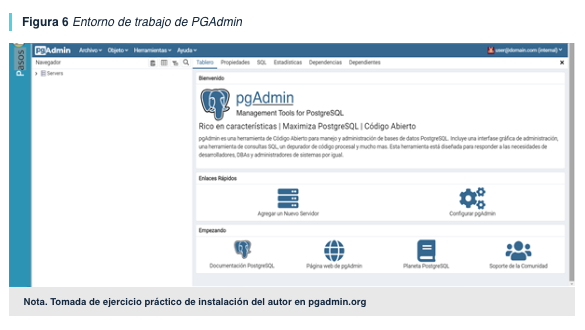 Figura 6 Entorno de trabajo de PGAdmin
Pasos
PgAdmin Archivo Objeto Herramientas Ayuda user@domain.com (internal)
Navegador Tablero Propiedades SQL Estadísticas Dependencias Dependientes
Servers
Bienvenido
pgAdmin
Management Tools for PostgreSQL
Rico en características | Maximiza PostgreSQL | Código Abierto
pgAdmin es una herramienta de Código Abierto para manejo y administración de bases de datos PostgreSQL. Incluye una interfase gráfica de administración,
una herramienta de consultas SQL, un depurador de código procesal y mucho mas. Esta herramienta está diseñada para responder a las necesidades de
desarrolladores, DBAs y administradores de sistemas por igual.
Enlaces Rápidos
Agregar un Nuevo Servidor Configurar pgAdmin
Empezando
Documentación PostgreSQL Página web de pgAdmin Planeta PostgreSQL Soporte de la Comunidad
Nota. Tomada de ejercicio práctico de instalación del autor en pgadmin.org